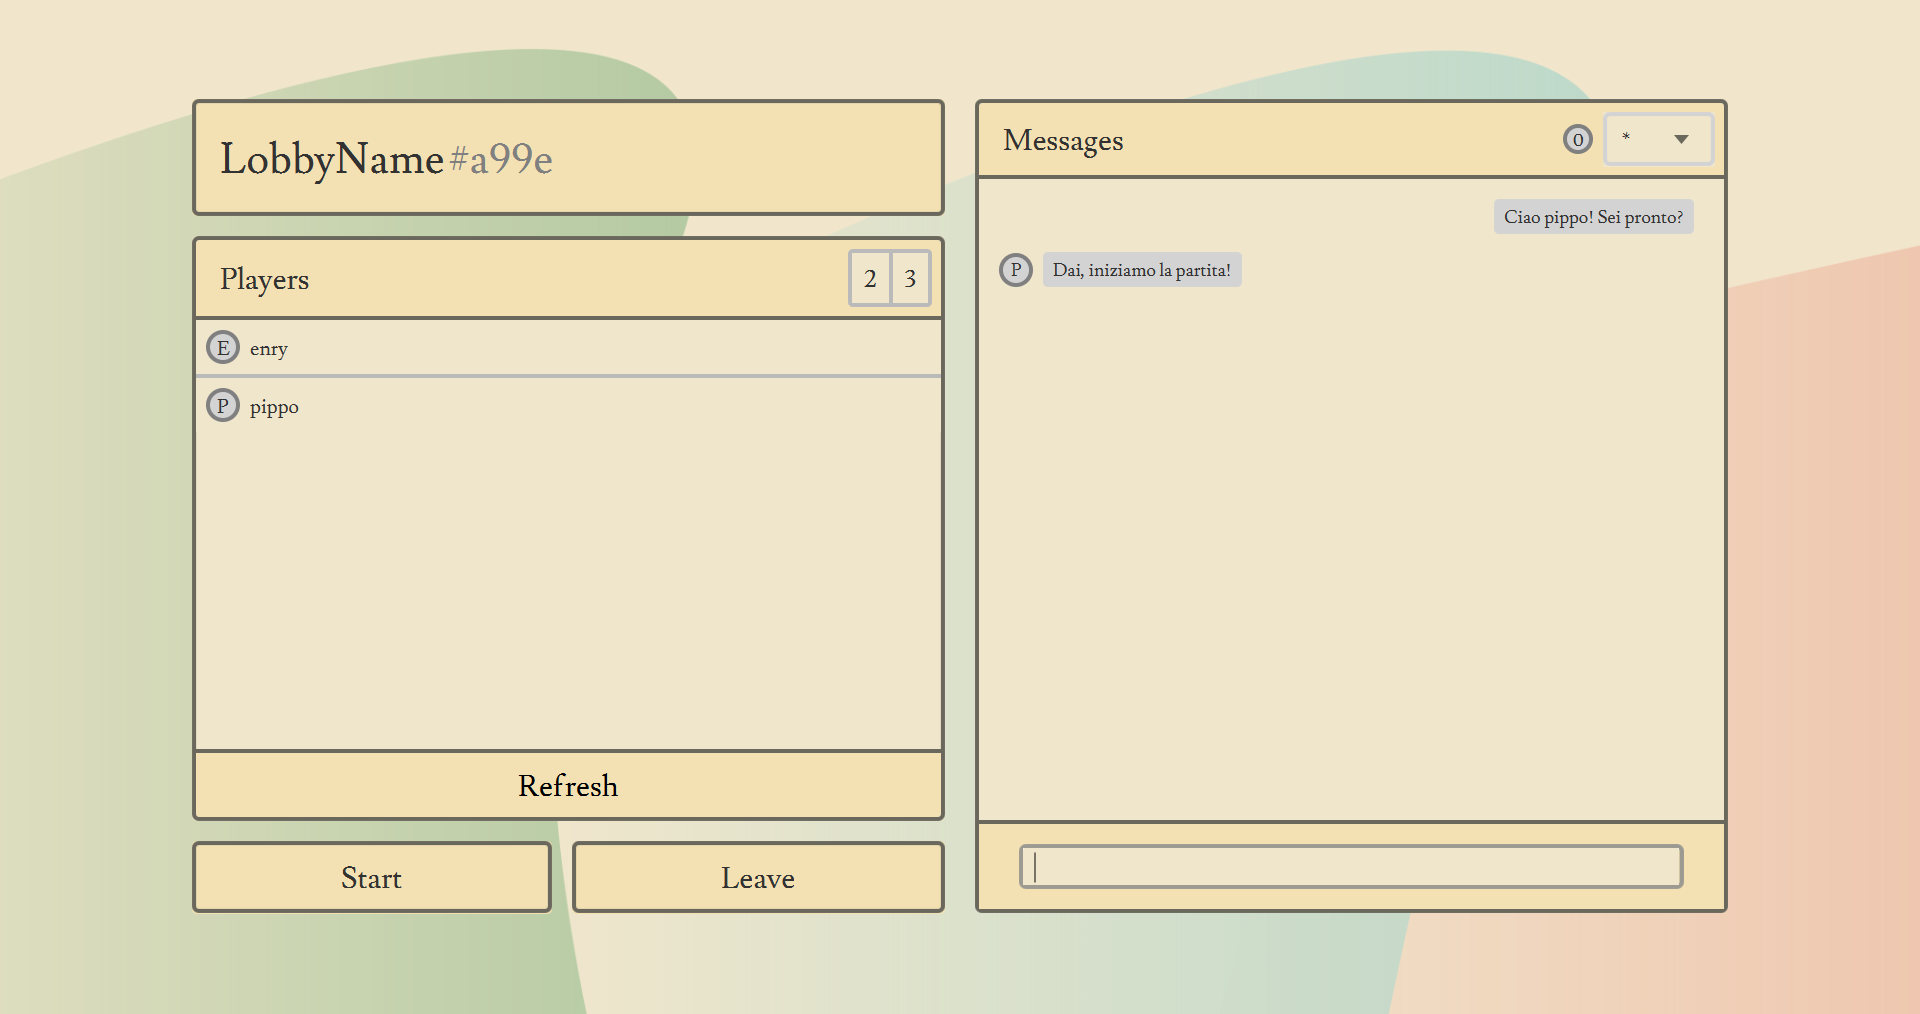 LobbyName#a99e
Players
2 3
E enry
P pippo
Refresh
Start
Leave
Messages
0 *
Ciao pippo! Sei pronto?
P Dai, iniziamo la partita!